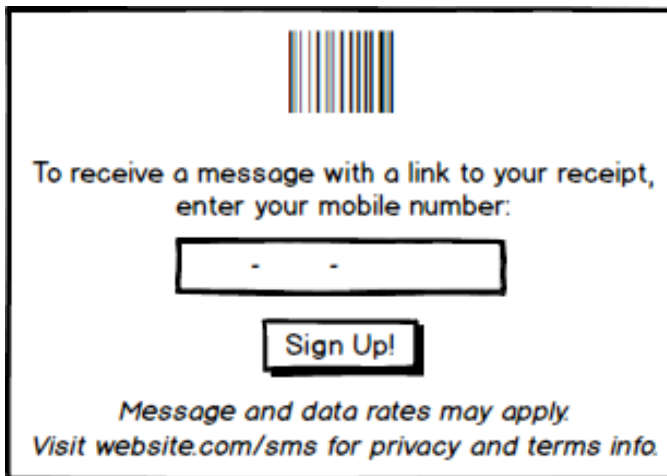 To receive a message with a link to your receipt,
enter your mobile number:
- -
Sign Up!
Message and data rates may apply.
Visit website.com/sms for privacy and terms info.